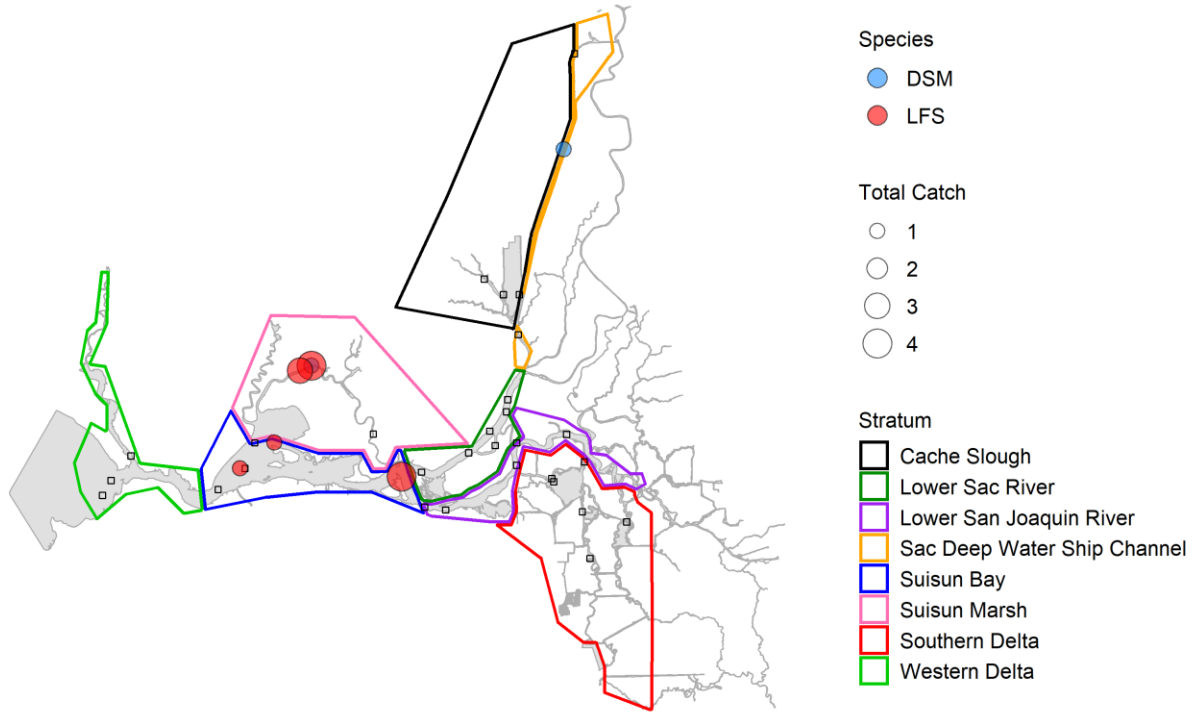 Species
DSM
LFS
Total Catch
1
2
3
4
Stratum
Cache Slough
Lower Sac River
Lower San Joaquin River
Sac Deep Water Ship Channel
Suisun Bay
Suisun Marsh
Southern Delta
Western Delta